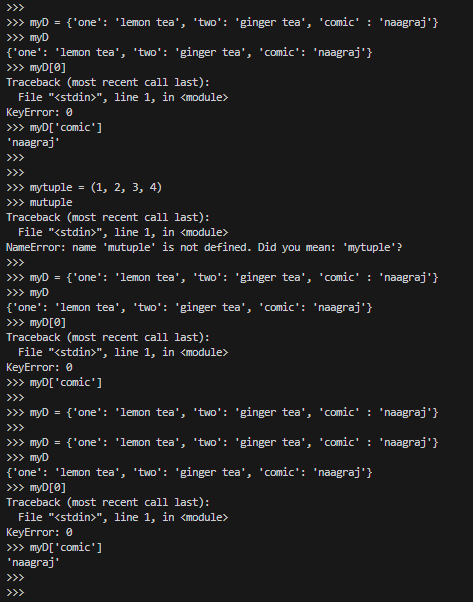 >>>
>>> myD = {'one': 'lemon tea', 'two': 'ginger tea', 'comic' : 'naagraj'}
>>> myD
{'one': 'lemon tea', 'two': 'ginger tea', 'comic': 'naagraj'}
>>> myD[0]
Traceback (most recent call last):
  File "<stdin>", line 1, in <module>
KeyError: 0
>>> myD['comic']
'naagraj'
>>>
>>>
>>> mytuple = (1, 2, 3, 4)
>>> mutuple
Traceback (most recent call last):
  File "<stdin>", line 1, in <module>
NameError: name 'mutuple' is not defined. Did you mean: 'mytuple'?
>>>
>>> myD = {'one': 'lemon tea', 'two': 'ginger tea', 'comic' : 'naagraj'}
>>> myD
{'one': 'lemon tea', 'two': 'ginger tea', 'comic': 'naagraj'}
>>> myD[0]
Traceback (most recent call last):
  File "<stdin>", line 1, in <module>
KeyError: 0
>>> myD['comic']
>>>
>>> myD = {'one': 'lemon tea', 'two': 'ginger tea', 'comic' : 'naagraj'}
>>>
>>> myD = {'one': 'lemon tea', 'two': 'ginger tea', 'comic' : 'naagraj'}
>>> myD
{'one': 'lemon tea', 'two': 'ginger tea', 'comic': 'naagraj'}
>>> myD[0]
Traceback (most recent call last):
  File "<stdin>", line 1, in <module>
KeyError: 0
>>> myD['comic']
'naagraj'
>>>
>>>